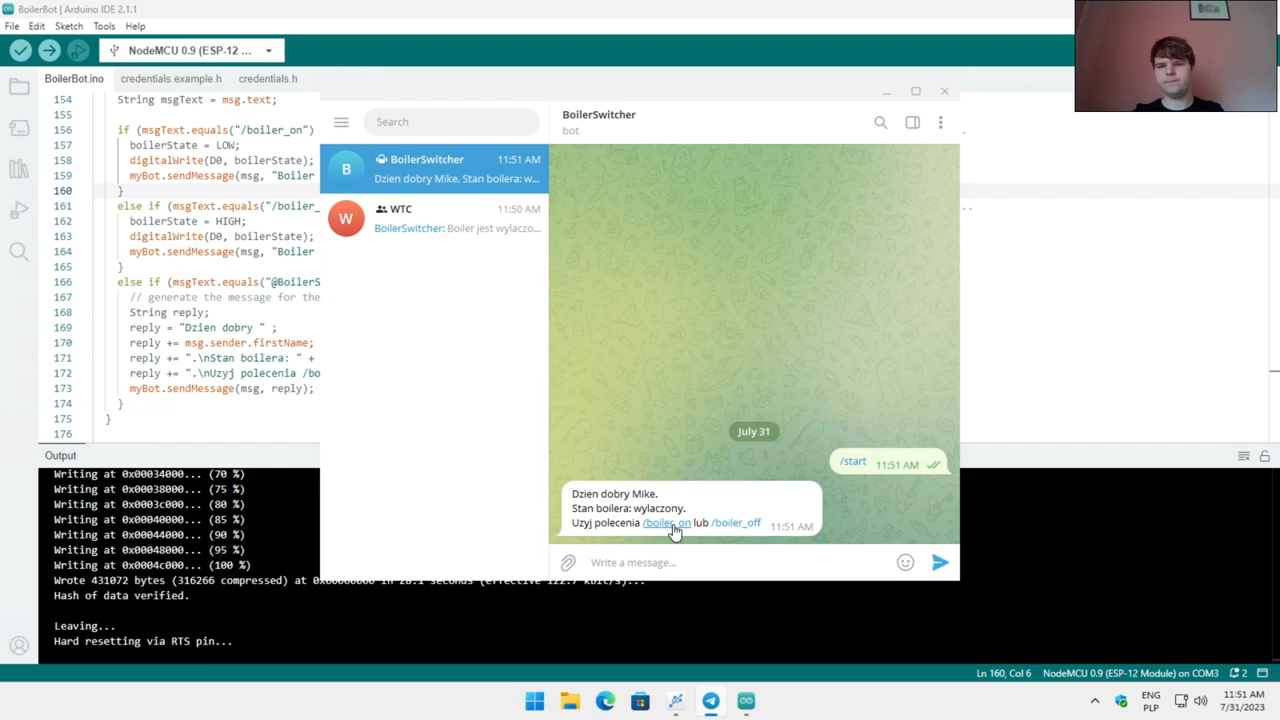 BoilerBot | Arduino IDE 2.1.1
File Edit Sketch Tools Help
NodeMCU 0.9 (ESP-12 ...
BoilerBot.ino credentials.example.h credentials.h
154 String msgText = msg.text;
155
156 if (msgText.equals("/boiler_on")
157 boilerState = LOW;
158 digitalWrite(D0, boilerState);
159 myBot.sendMessage(msg, "Boiler
160 }
161 else if (msgText.equals("/boiler_
162 boilerState = HIGH;
163 digitalWrite(D0, boilerState);
164 myBot.sendMessage(msg, "Boiler
165 }
166 else if (msgText.equals("@BoilerS
167 // generate the message for the
168 String reply;
169 reply = "Dzien dobry " ;
170 reply += msg.sender.firstName;
171 reply += ".\nStan boilera: " +
172 reply += ".\nUzyj polecenia /bo
173 myBot.sendMessage(msg, reply);
174 }
175 }
176
Search
B
BoilerSwitcher 11:51 AM
Dzien dobry Mike. Stan boilera: w...
W
WTC 11:50 AM
BoilerSwitcher: Boiler jest wylaczo...
BoilerSwitcher
bot
July 31
/start 11:51 AM
Dzien dobry Mike.
Stan boilera: wylaczony.
Uzyj polecenia /boiler_on lub /boiler_off 11:51 AM
Write a message...
Output
Writing at 0x00034000... (70 %)
Writing at 0x00038000... (75 %)
Writing at 0x0003c000... (80 %)
Writing at 0x00040000... (85 %)
Writing at 0x00044000... (90 %)
Writing at 0x00048000... (95 %)
Writing at 0x0004c000... (100 %)
Wrote 431072 bytes (316266 compressed) at
Hash of data verified.
Leaving...
Hard resetting via RTS pin...
Ln 160, Col 6 NodeMCU 0.9 (ESP-12 Module) on COM3 2
ENG
PLP
11:51 AM
7/31/2023